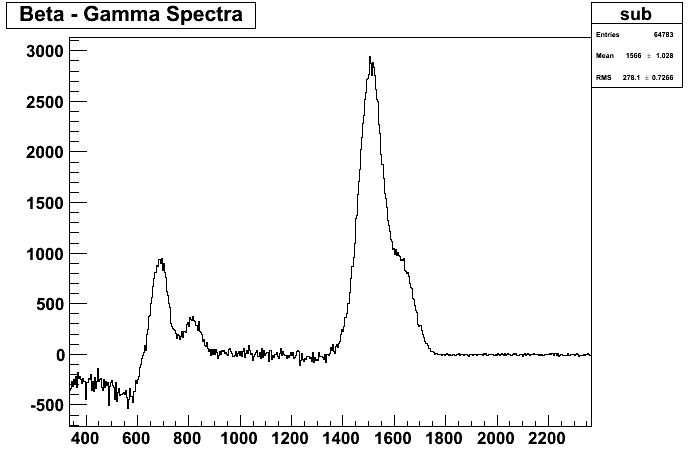 Beta - Gamma Spectra
sub
Entries 64783
Mean 1566 ± 1.028
RMS 278.1 ± 0.7266
3000
2500
2000
1500
1000
500
0
-500
400 600 800 1000 1200 1400 1600 1800 2000 2200